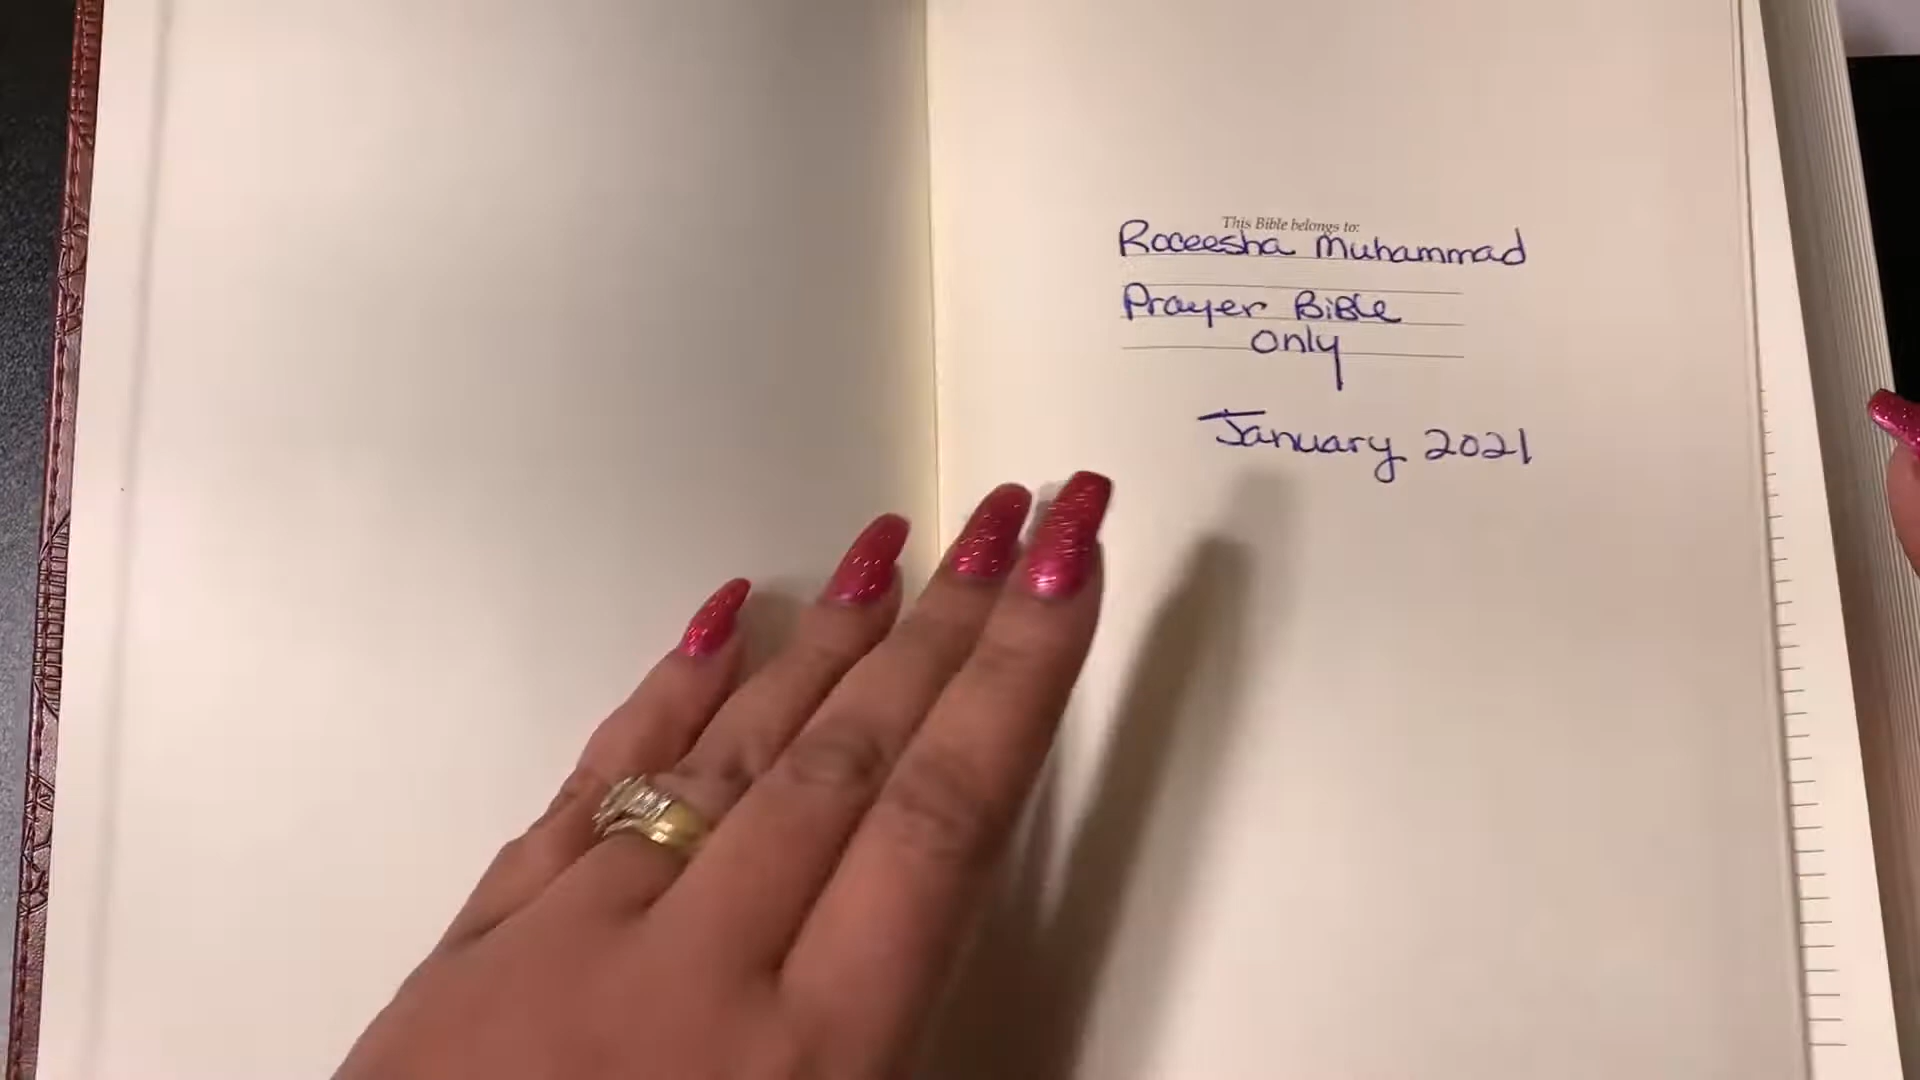 This Bible belongs to:
Roceesha Muhammad
Prayer BiBle
only
January 2021